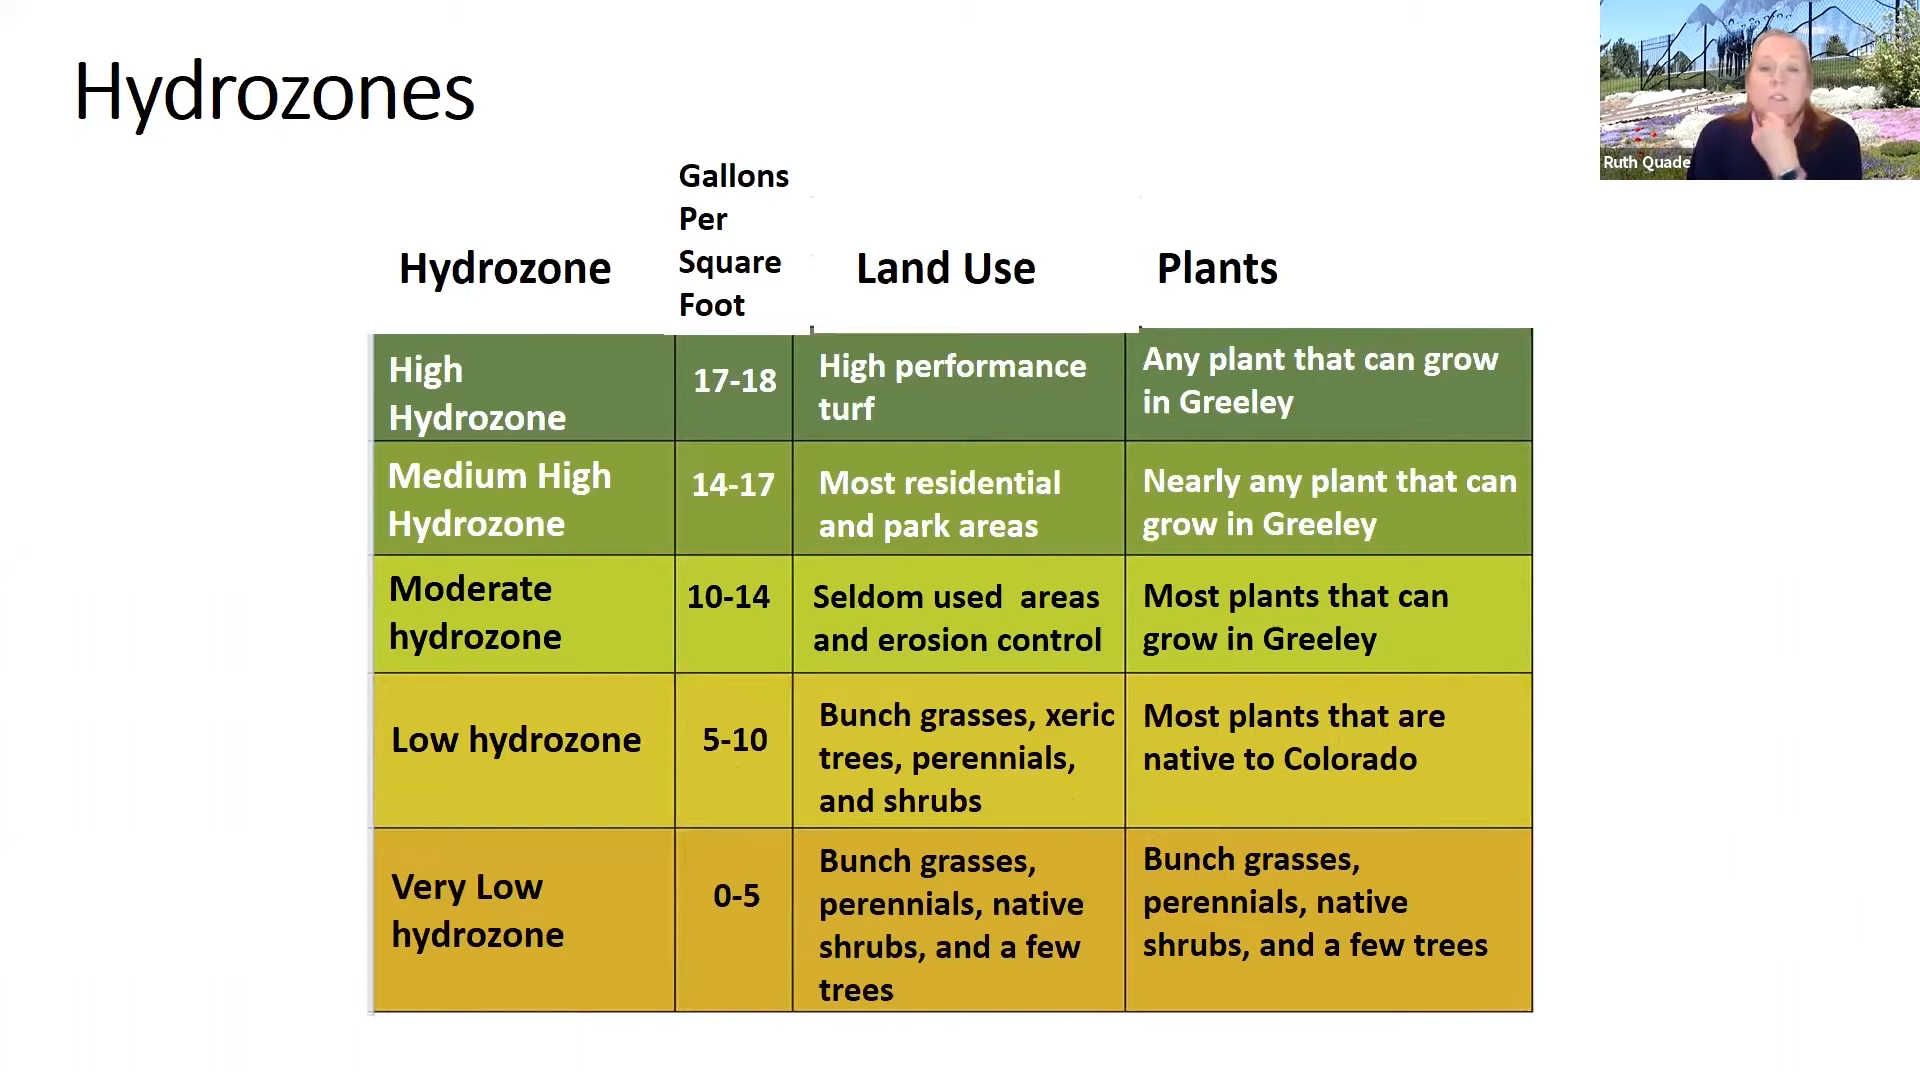 Hydrozones
Ruth Quade
Hydrozone
Gallons
Per
Square
Foot
Land Use
Plants
High
Hydrozone
17-18
High performance
turf
Any plant that can grow
in Greeley
Medium High
Hydrozone
14-17
Most residential
and park areas
Nearly any plant that can
grow in Greeley
Moderate
hydrozone
10-14
Seldom used areas
and erosion control
Most plants that can
grow in Greeley
Low hydrozone
5-10
Bunch grasses, xeric
trees, perennials,
and shrubs
Most plants that are
native to Colorado
Very Low
hydrozone
0-5
Bunch grasses,
perennials, native
shrubs, and a few
trees
Bunch grasses,
perennials, native
shrubs, and a few trees